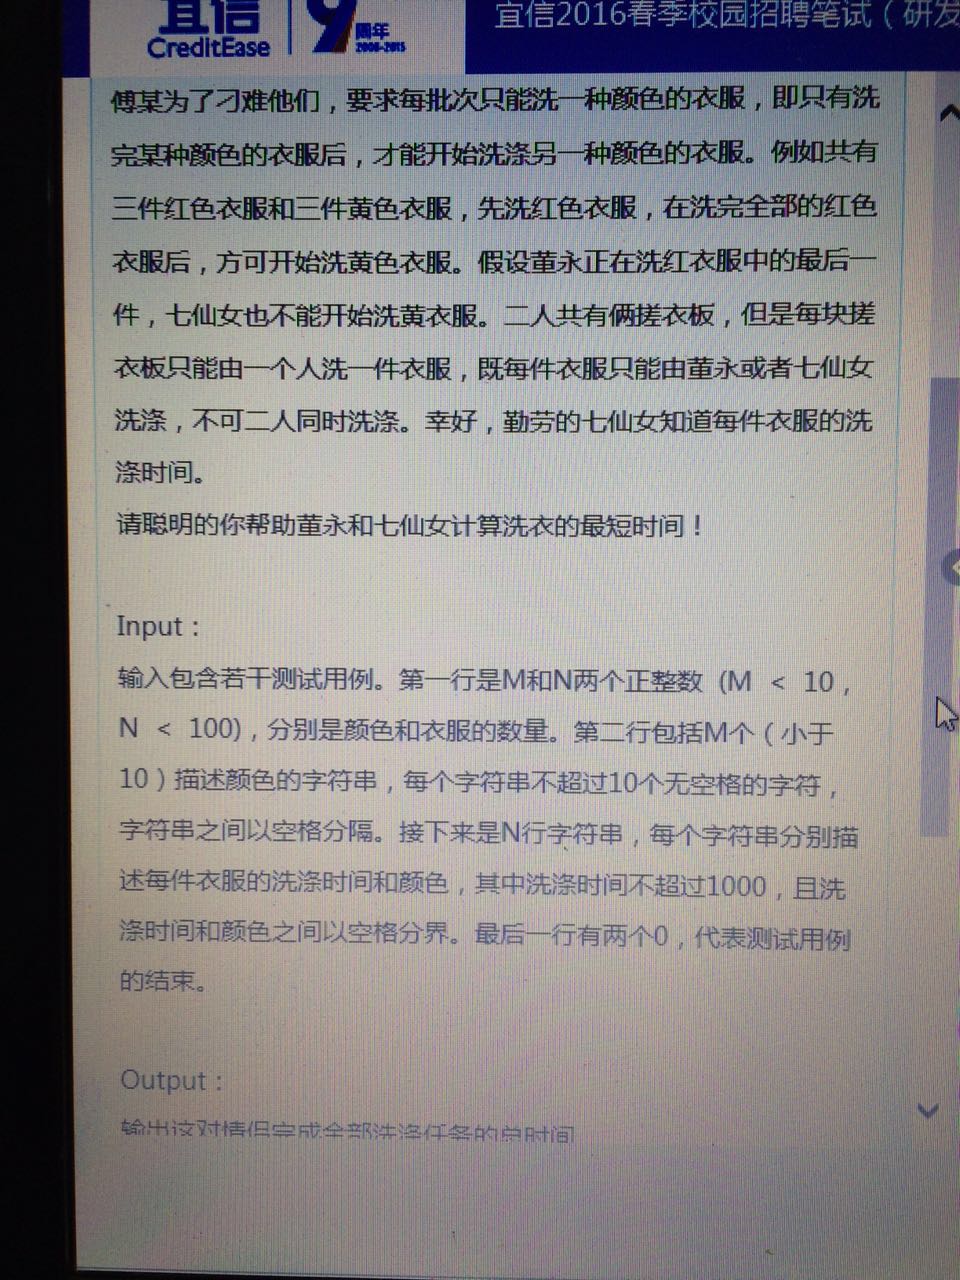 宜信
CreditEase
9
周年
2006-2015
宜信2016春季校园招聘笔试（研发
傅某为了刁难他们，要求每批次只能洗一种颜色的衣服，即只有洗
完某种颜色的衣服后，才能开始洗涤另一种颜色的衣服。例如共有
三件红色衣服和三件黄色衣服，先洗红色衣服，在洗完全部的红色
衣服后，方可开始洗黄色衣服。假设董永正在洗红衣服中的最后一
件，七仙女也不能开始洗黄衣服。二人共有俩搓衣板，但是每块搓
衣板只能由一个人洗一件衣服，既每件衣服只能由董永或者七仙女
洗涤，不可二人同时洗涤。幸好，勤劳的七仙女知道每件衣服的洗
涤时间。
请聪明的你帮助董永和七仙女计算洗衣的最短时间！
Input：
输入包含若干测试用例。第一行是M和N两个正整数（M < 10，
N < 100)，分别是颜色和衣服的数量。第二行包括M个（小于
10）描述颜色的字符串，每个字符串不超过10个无空格的字符，
字符串之间以空格分隔。接下来是N行字符串，每个字符串分别描
述每件衣服的洗涤时间和颜色，其中洗涤时间不超过1000，且洗
涤时间和颜色之间以空格分界。最后一行有两个0，代表测试用例
的结束。
Output：
输出这对情侣完成全部洗涤任务的总时间